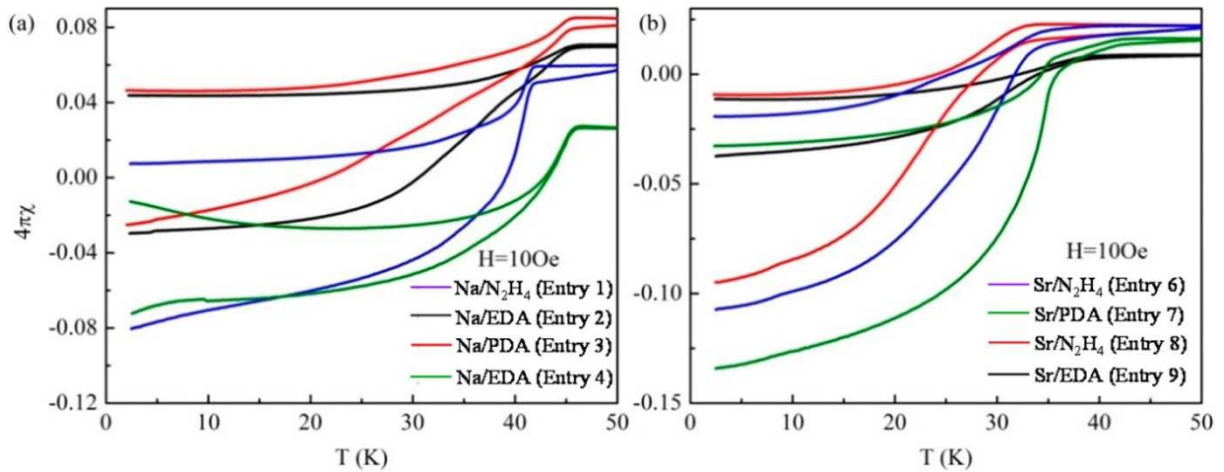 (a)
0.08
0.04
0.00
-0.04
-0.08
-0.12
4πχ
H=10Oe
Na/N₂H₄ (Entry 1)
Na/EDA (Entry 2)
Na/PDA (Entry 3)
Na/EDA (Entry 4)
0 10 20 30 40 50
T (K)
(b)
0.00
-0.05
-0.10
-0.15
H=10Oe
Sr/N₂H₄ (Entry 6)
Sr/PDA (Entry 7)
Sr/N₂H₄ (Entry 8)
Sr/EDA (Entry 9)
0 10 20 30 40 50
T (K)